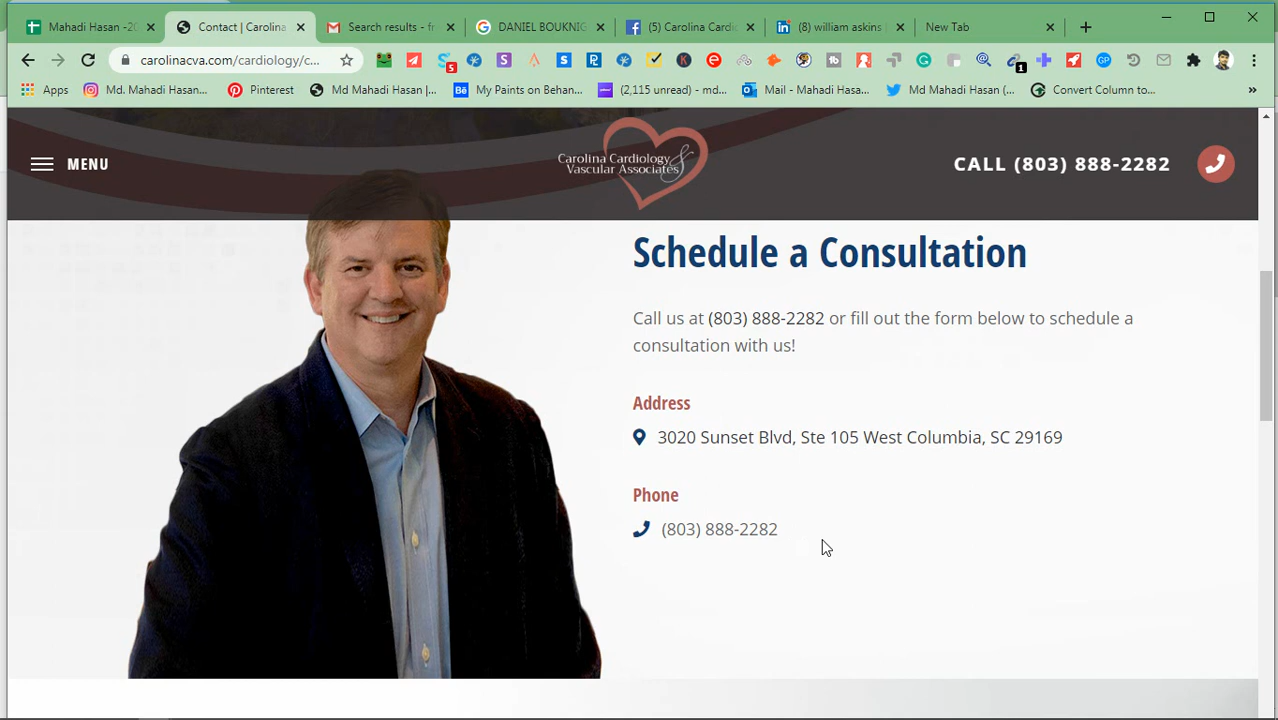 Mahadi Hasan -20
Contact | Carolina
Search results - fr
DANIEL BOUKNIG
(5) Carolina Cardio
(8) william askins |
New Tab
carolinacva.com/cardiology/c...
5
1
Apps
Md. Mahadi Hasan...
Pinterest
Md Mahadi Hasan |...
My Paints on Behan...
(2,115 unread) - md...
Mail - Mahadi Hasa...
Md Mahadi Hasan (...
Convert Column to...
»
MENU
Carolina Cardiology &
Vascular Associates
CALL (803) 888-2282
Schedule a Consultation
Call us at (803) 888-2282 or fill out the form below to schedule a
consultation with us!
Address
3020 Sunset Blvd, Ste 105 West Columbia, SC 29169
Phone
(803) 888-2282